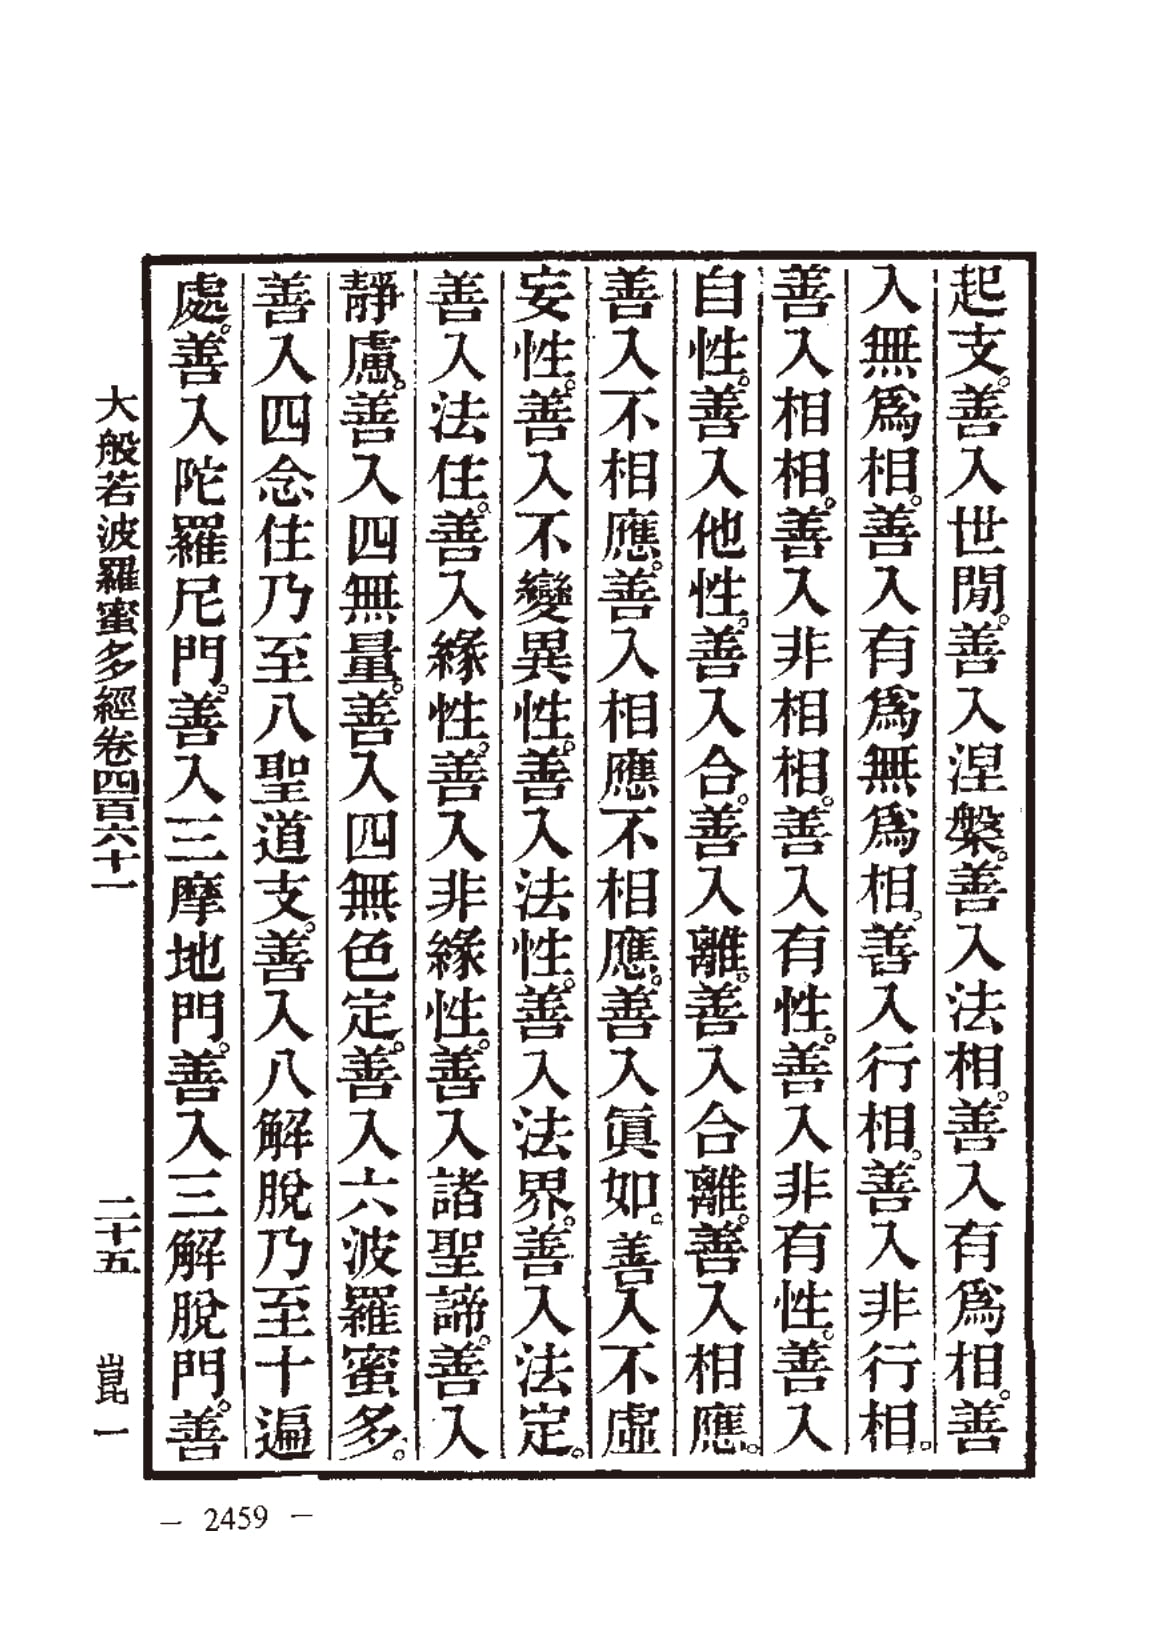 起支。善入世閒。善入涅槃。善入法相。善入有爲相。善
入無爲相。善入有爲無爲相。善入行相。善入非行相。
善入相相。善入非相相。善入有性。善入非有性。善入
自性。善入他性。善入合。善入離。善入合離。善入相應。
善入不相應。善入相應不相應。善入眞如。善入不虛
妄性。善入不變異性。善入法性。善入法界。善入法定。
善入法住。善入緣性。善入非緣性。善入諸聖諦。善入
靜慮。善入四無量。善入四無色定。善入六波羅蜜多。
善入四念住乃至八聖道支。善入八解脫乃至十遍
處。善入陀羅尼門。善入三摩地門。善入三解脫門。善
大般若波羅蜜多經卷四百六十一 二十五 崑一
— 2459 —